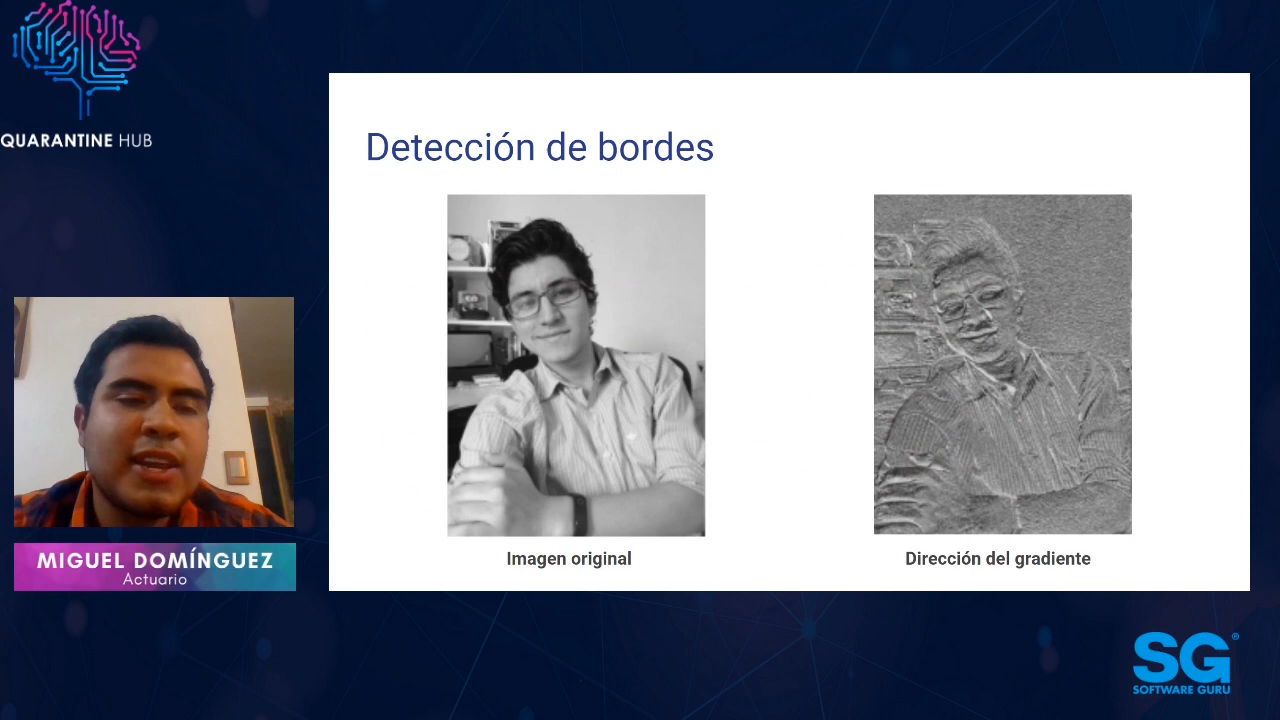 QUARANTINE HUB
Detección de bordes
Imagen original
Dirección del gradiente
MIGUEL DOMÍNGUEZ
Actuario
SG®
SOFTWARE GURU